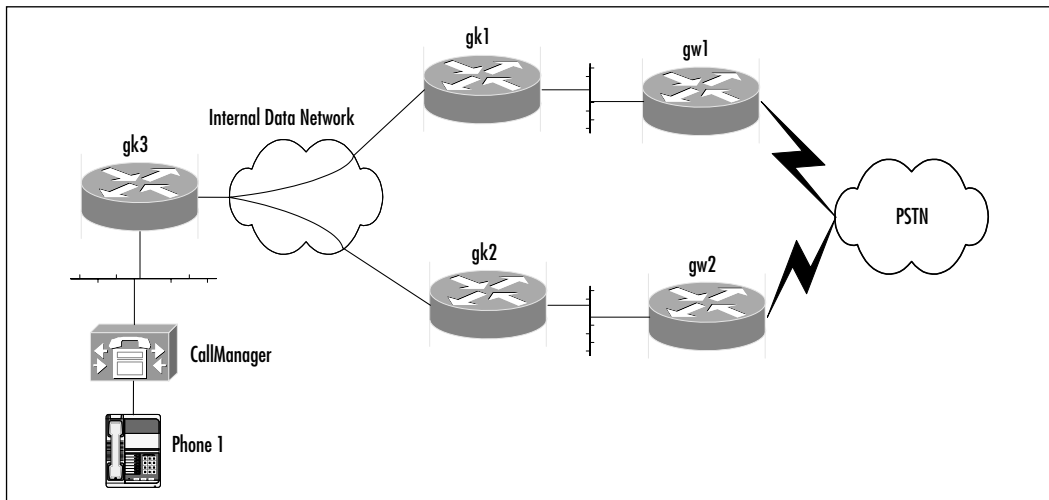 gk1
gw1
Internal Data Network
gk3
PSTN
gk2
gw2
CallManager
Phone 1